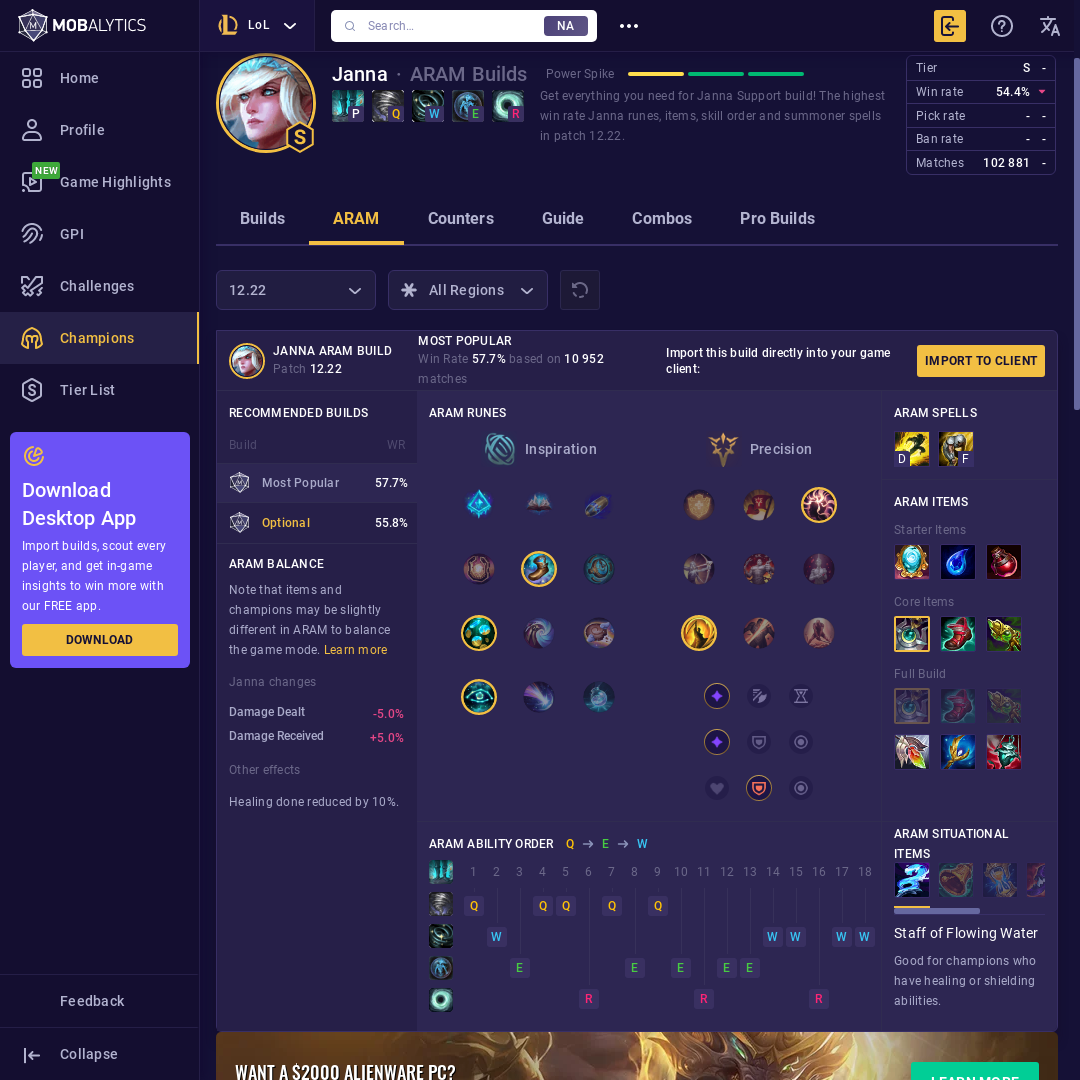 MOBALYTICS
LoL
Search...
NA
Home
Profile
NEW
Game Highlights
GPI
Challenges
Champions
Tier List
Download
Desktop App
Import builds, scout every
player, and get in-game
insights to win more with
our FREE app.
DOWNLOAD
Feedback
Collapse
S
Janna · ARAM Builds
P Q W E R
Power Spike
Get everything you need for Janna Support build! The highest
win rate Janna runes, items, skill order and summoner spells
in patch 12.22.
Tier S -
Win rate 54.4%
Pick rate - -
Ban rate - -
Matches 102 881 -
Builds ARAM Counters Guide Combos Pro Builds
12.22
All Regions
JANNA ARAM BUILD
Patch 12.22
MOST POPULAR
Win Rate 57.7% based on 10 952
matches
Import this build directly into your game
client:
IMPORT TO CLIENT
RECOMMENDED BUILDS
Build WR
Most Popular 57.7%
Optional 55.8%
ARAM BALANCE
Note that items and
champions may be slightly
different in ARAM to balance
the game mode. Learn more
Janna changes
Damage Dealt -5.0%
Damage Received +5.0%
Other effects
Healing done reduced by 10%.
ARAM RUNES
Inspiration Precision
ARAM ABILITY ORDER Q → E → W
1 2 3 4 5 6 7 8 9 10 11 12 13 14 15 16 17 18
Q Q Q Q Q
W W W W W
E E E E E
R R R
ARAM SPELLS
D F
ARAM ITEMS
Starter Items
Core Items
Full Build
ARAM SITUATIONAL
ITEMS
Staff of Flowing Water
Good for champions who
have healing or shielding
abilities.
WANT A $2000 ALIENWARE PC?
LEARN MORE